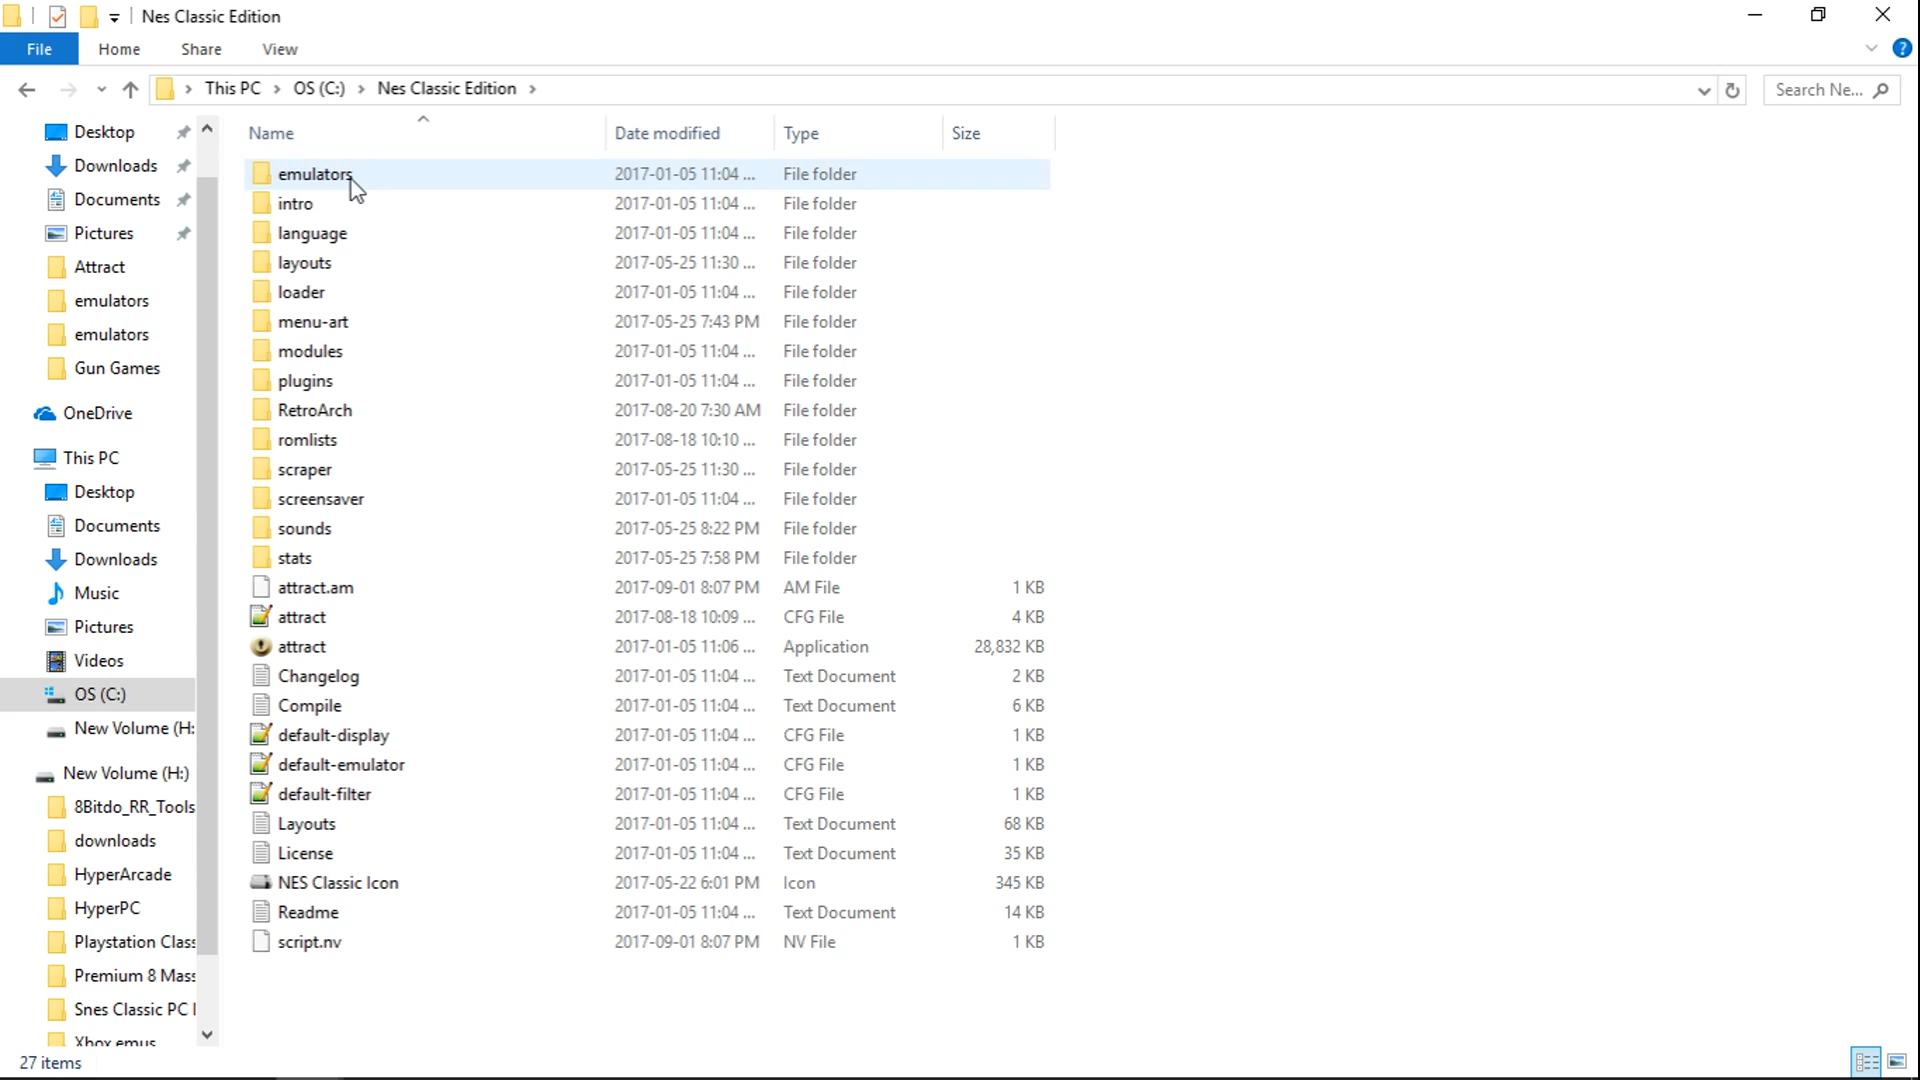 Nes Classic Edition
File Home Share View
This PC OS (C:) Nes Classic Edition
Search Ne...
Desktop
Downloads
Documents
Pictures
Attract
emulators
emulators
Gun Games
OneDrive
This PC
Desktop
Documents
Downloads
Music
Pictures
Videos
OS (C:)
New Volume (H:
New Volume (H:)
8Bitdo_RR_Tools
downloads
HyperArcade
HyperPC
Playstation Clas
Premium 8 Mas
Snes Classic PC
Xbox emus
Name Date modified Type Size
emulators 2017-01-05 11:04 ... File folder
intro 2017-01-05 11:04 ... File folder
language 2017-01-05 11:04 ... File folder
layouts 2017-05-25 11:30 ... File folder
loader 2017-01-05 11:04 ... File folder
menu-art 2017-05-25 7:43 PM File folder
modules 2017-01-05 11:04 ... File folder
plugins 2017-01-05 11:04 ... File folder
RetroArch 2017-08-20 7:30 AM File folder
romlists 2017-08-18 10:10 ... File folder
scraper 2017-05-25 11:30 ... File folder
screensaver 2017-01-05 11:04 ... File folder
sounds 2017-05-25 8:22 PM File folder
stats 2017-05-25 7:58 PM File folder
attract.am 2017-09-01 8:07 PM AM File 1 KB
attract 2017-08-18 10:09 ... CFG File 4 KB
attract 2017-01-05 11:06 ... Application 28,832 KB
Changelog 2017-01-05 11:04 ... Text Document 2 KB
Compile 2017-01-05 11:04 ... Text Document 6 KB
default-display 2017-01-05 11:04 ... CFG File 1 KB
default-emulator 2017-01-05 11:04 ... CFG File 1 KB
default-filter 2017-01-05 11:04 ... CFG File 1 KB
Layouts 2017-01-05 11:04 ... Text Document 68 KB
License 2017-01-05 11:04 ... Text Document 35 KB
NES Classic Icon 2017-05-22 6:01 PM Icon 345 KB
Readme 2017-01-05 11:04 ... Text Document 14 KB
script.nv 2017-09-01 8:07 PM NV File 1 KB
27 items